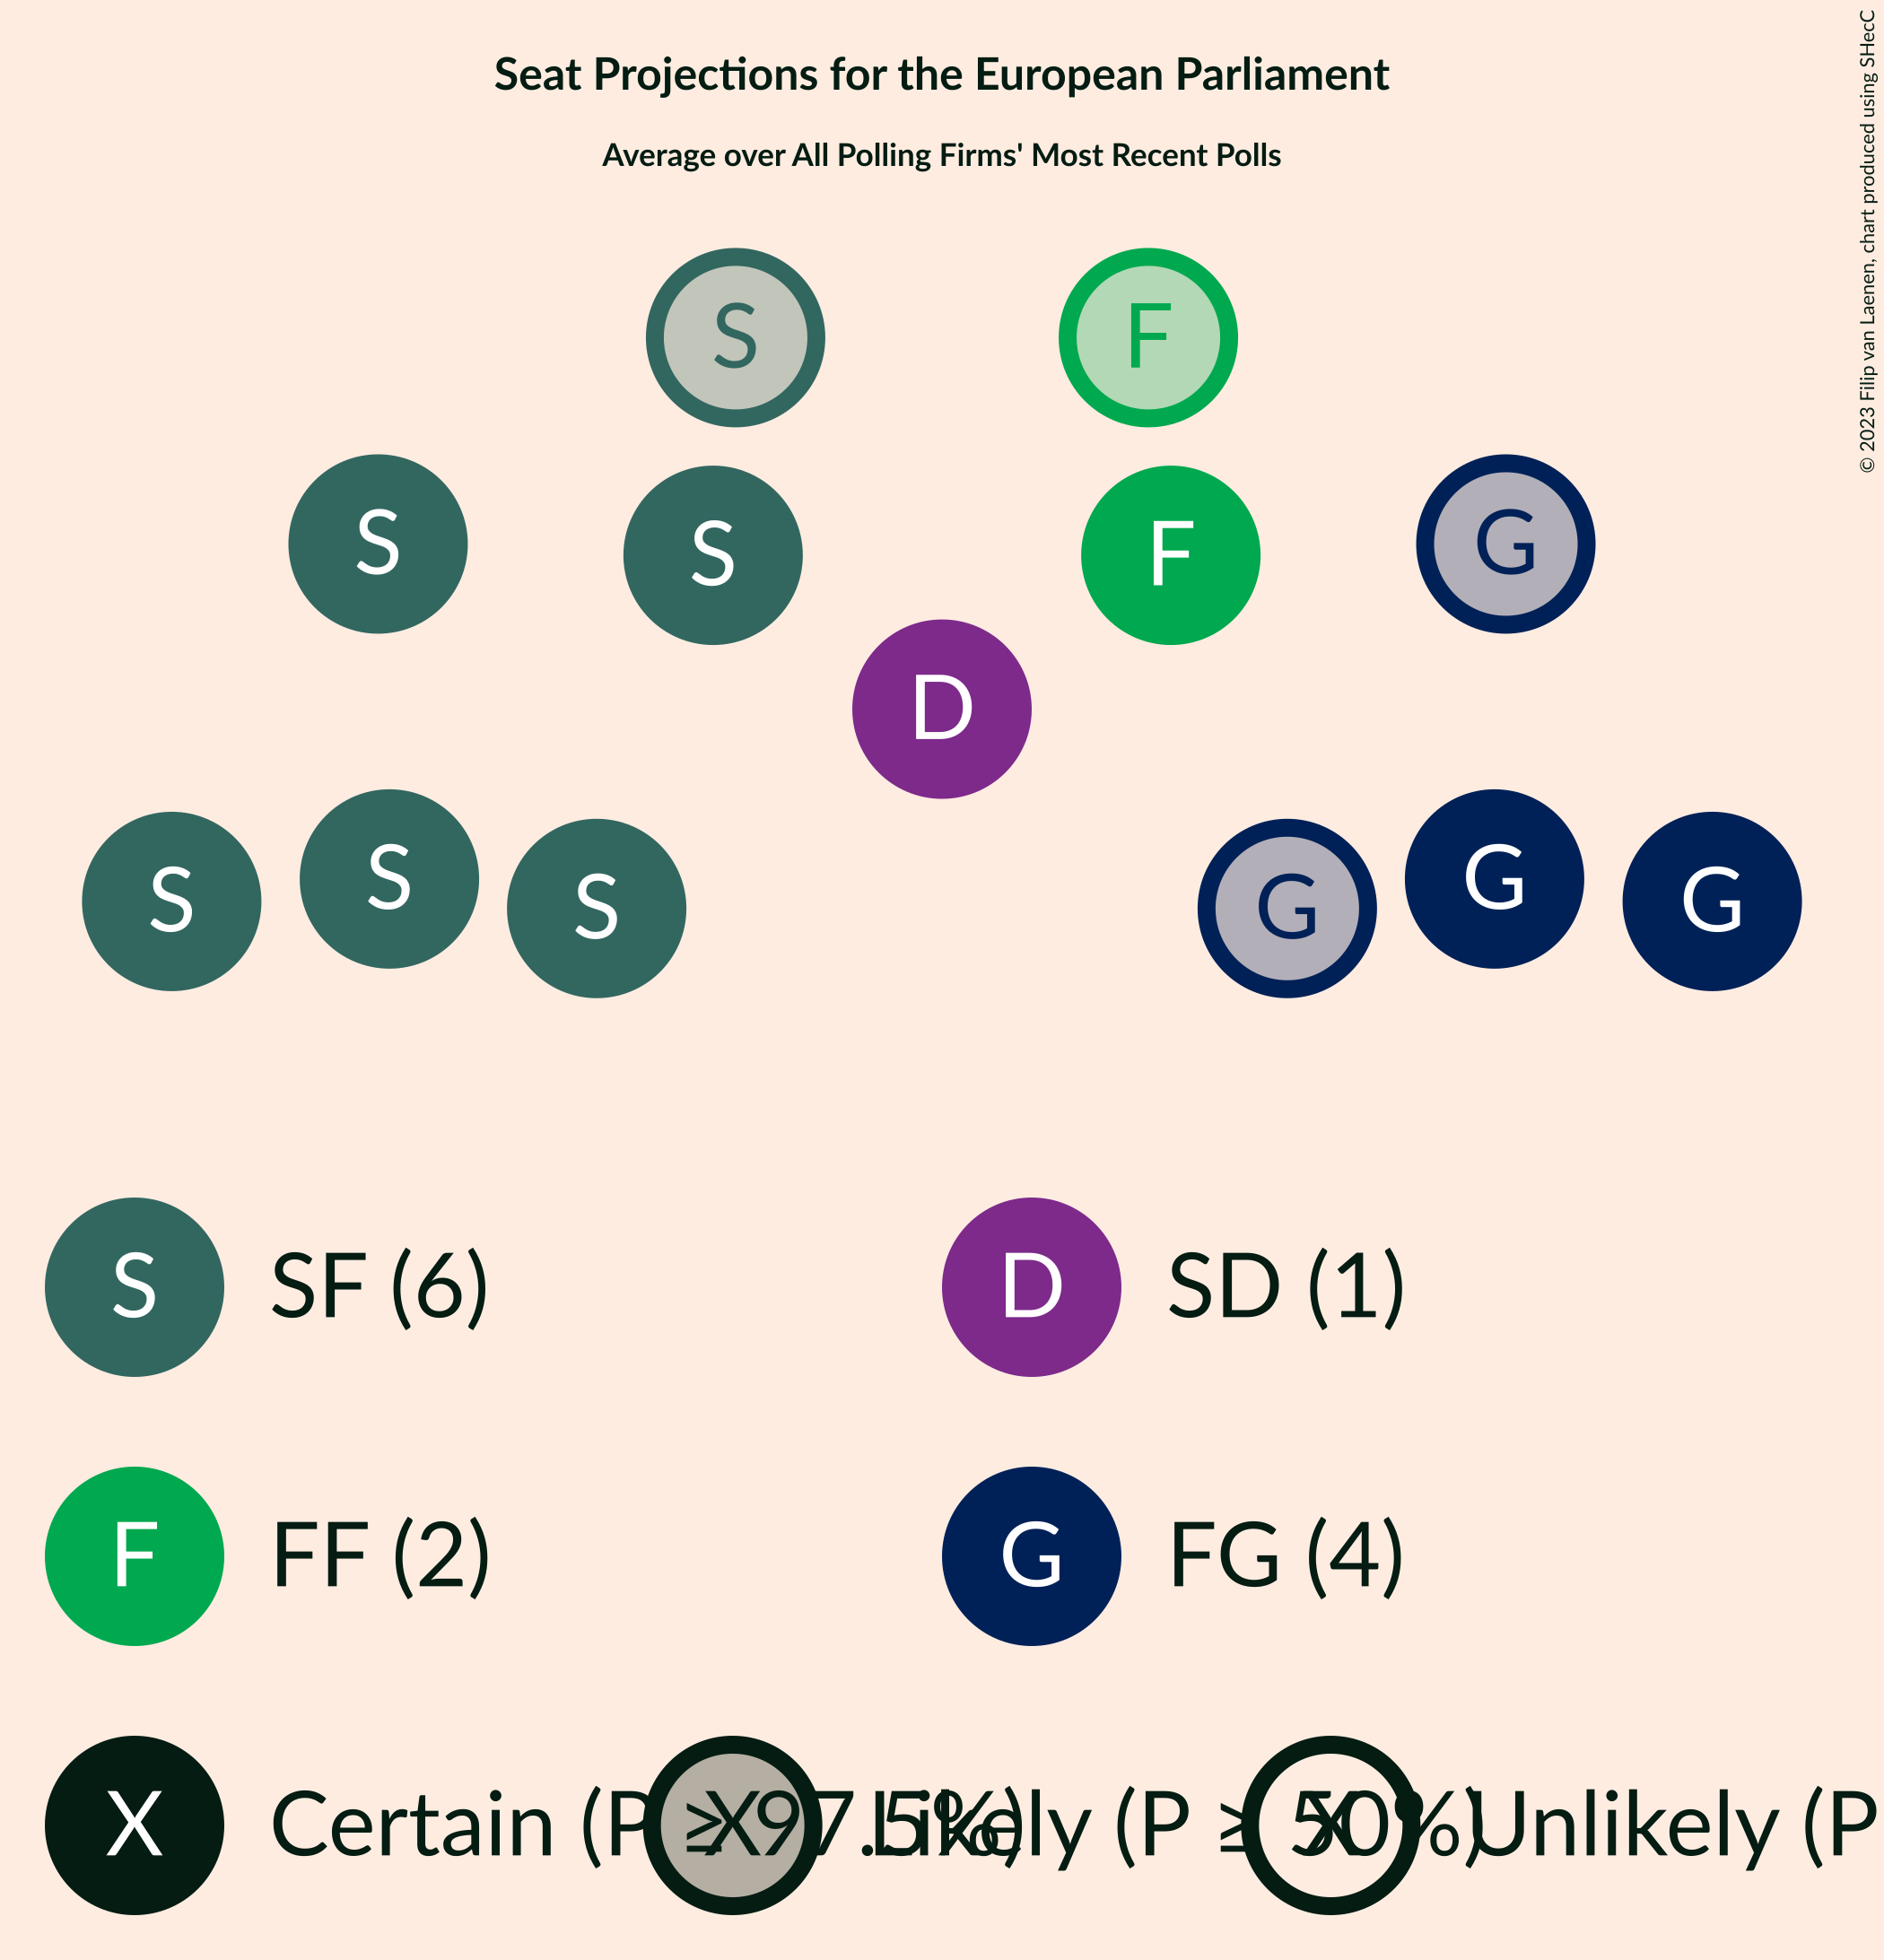 Seat Projections for the European Parliament
Average over All Polling Firms' Most Recent Polls
© 2023 Filip van Laenen, chart produced using SHecC
S F
S S F G
D
S S S G G G
S SF (6) D SD (1)
F FF (2) G FG (4)
X Certain (P ≥ 97.5%) X Likely (P ≥ 50%) X Unlikely (P